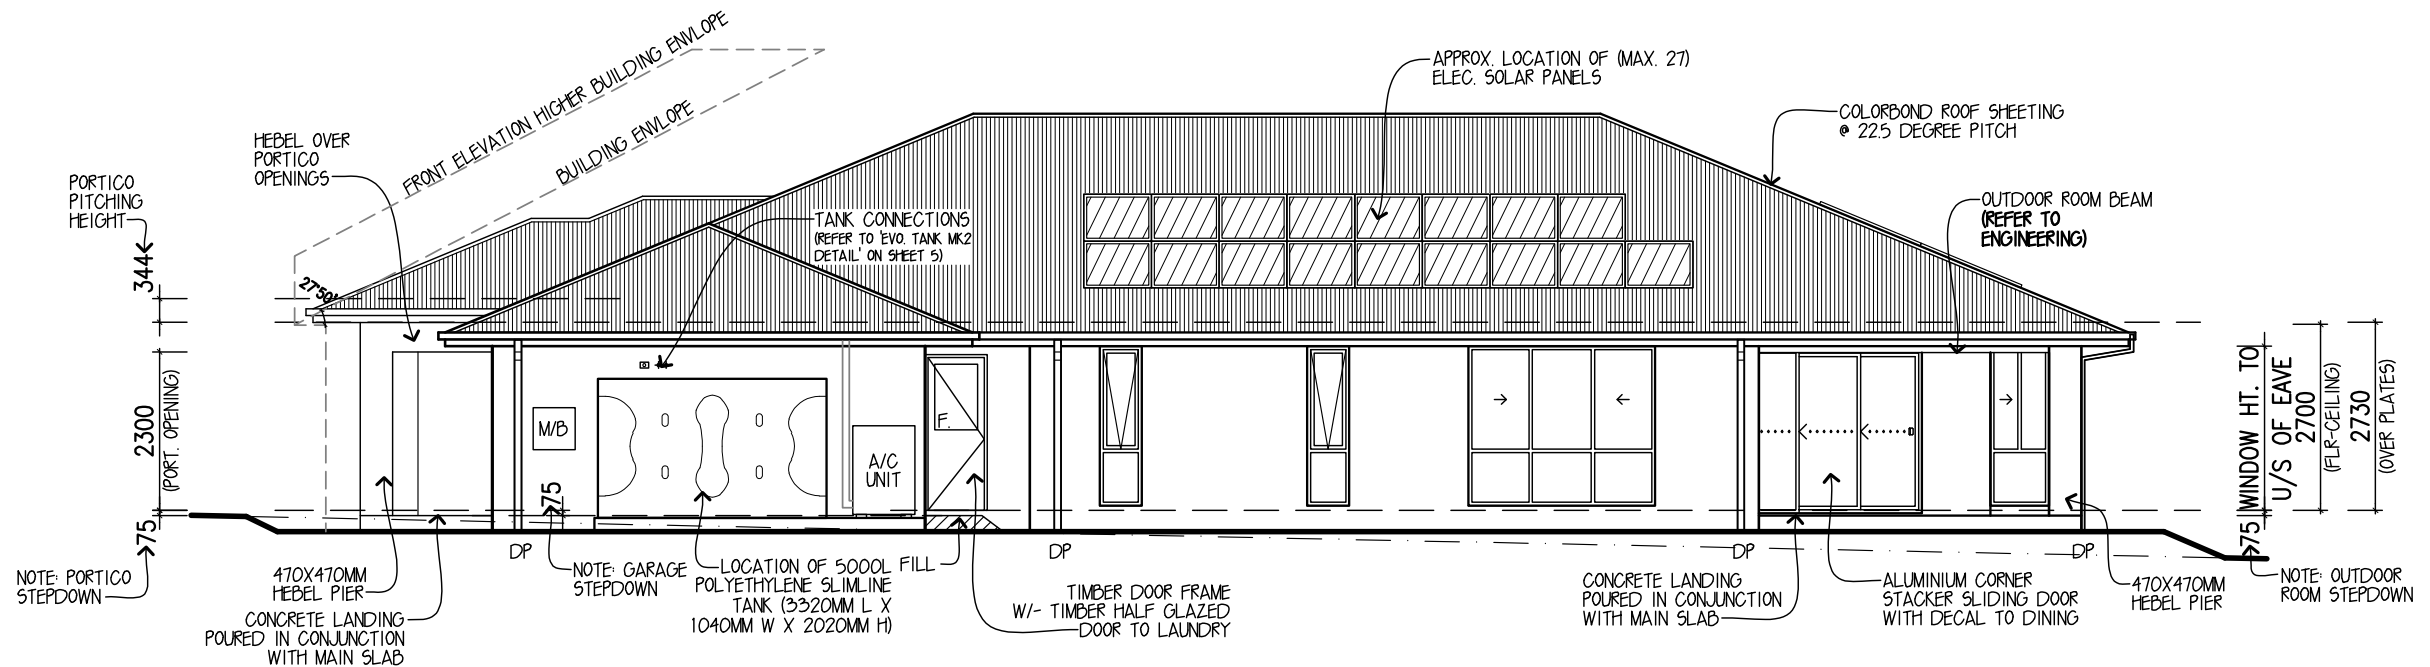 FRONT ELEVATION HIGHER BUILDING ENVLOPE
BUILDING ENVLOPE
HEBEL OVER
PORTICO
OPENINGS
PORTICO
PITCHING
HEIGHT
344
27'50'
2300
(PORT. OPENING)
75
NOTE: PORTICO
STEPDOWN
470X470MM
HEBEL PIER
CONCRETE LANDING
POURED IN CONJUNCTION
WITH MAIN SLAB
TANK CONNECTIONS
(REFER TO 'EVO. TANK MK2
DETAIL' ON SHEET 5)
M/B
A/C
UNIT
F.
75
DP
NOTE: GARAGE
STEPDOWN
LOCATION OF 5000L
POLYETHYLENE SLIMLINE
TANK (3320MM L X
1040MM W X 2020MM H)
FILL
DP
TIMBER DOOR FRAME
W/- TIMBER HALF GLAZED
DOOR TO LAUNDRY
APPROX. LOCATION OF (MAX. 27)
ELEC. SOLAR PANELS
COLORBOND ROOF SHEETING
@ 22.5 DEGREE PITCH
OUTDOOR ROOM BEAM
(REFER TO
ENGINEERING)
DP
DP
CONCRETE LANDING
POURED IN CONJUNCTION
WITH MAIN SLAB
ALUMINIUM CORNER
STACKER SLIDING DOOR
WITH DECAL TO DINING
470X470MM
HEBEL PIER
75
WINDOW HT. TO
U/S OF EAVE
2700
(FLR-CEILING)
2730
(OVER PLATES)
NOTE: OUTDOOR
ROOM STEPDOWN